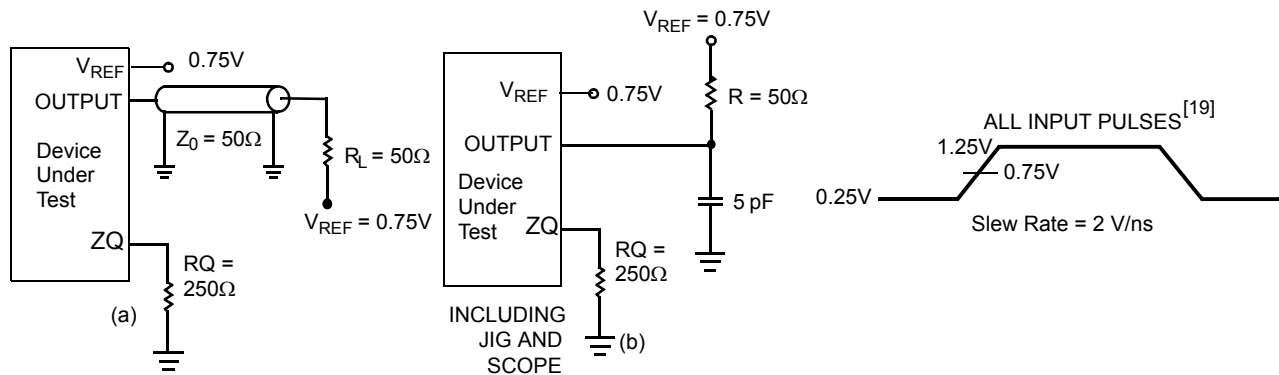 V_REF
0.75V
OUTPUT
Z_0 = 50Ω
Device
Under
Test
R_L = 50Ω
V_REF = 0.75V
ZQ
RQ =
250Ω
(a)
V_REF = 0.75V
V_REF
0.75V
R = 50Ω
OUTPUT
Device
Under
Test
5 pF
ZQ
RQ =
250Ω
INCLUDING
JIG AND
SCOPE
(b)
ALL INPUT PULSES[19]
1.25V
0.75V
0.25V
Slew Rate = 2 V/ns